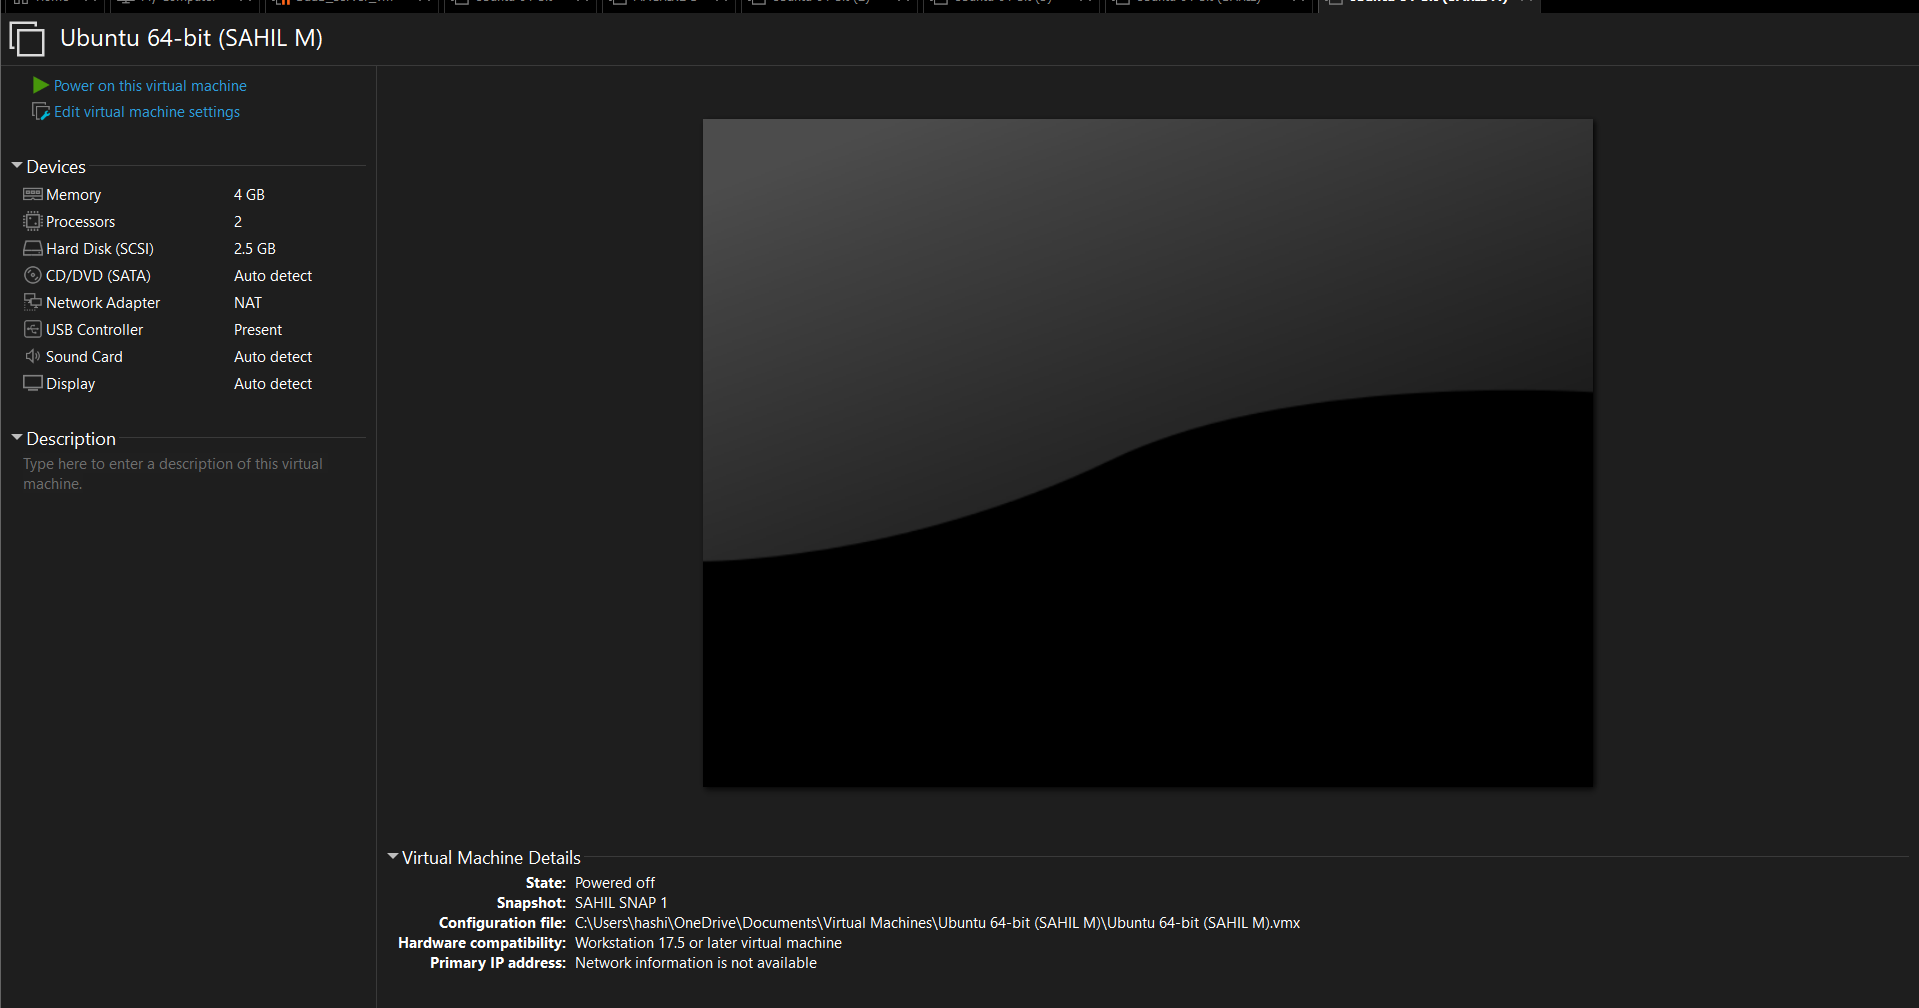 Ubuntu 64-bit (SAHIL M)
Power on this virtual machine
Edit virtual machine settings
Devices
Memory 4 GB
Processors 2
Hard Disk (SCSI) 2.5 GB
CD/DVD (SATA) Auto detect
Network Adapter NAT
USB Controller Present
Sound Card Auto detect
Display Auto detect
Description
Type here to enter a description of this virtual
machine.
Virtual Machine Details
State: Powered off
Snapshot: SAHIL SNAP 1
Configuration file: C:\Users\hashi\OneDrive\Documents\Virtual Machines\Ubuntu 64-bit (SAHIL M)\Ubuntu 64-bit (SAHIL M).vmx
Hardware compatibility: Workstation 17.5 or later virtual machine
Primary IP address: Network information is not available